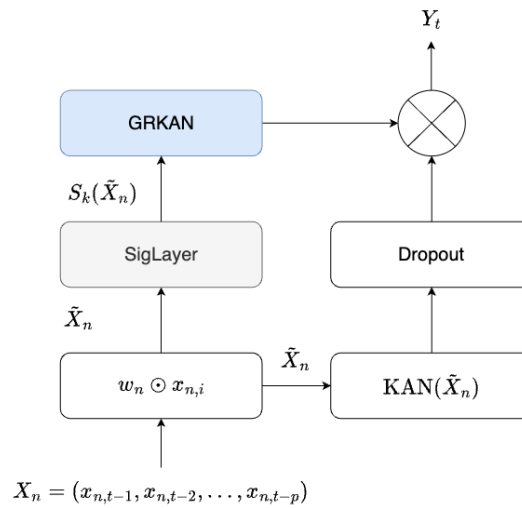 Y_t
GRKAN
S_k(X̃_n)
SigLayer
Dropout
X̃_n
X̃_n
w_n ⊙ x_{n,i}
KAN(X̃_n)
X_n = (x_{n,t−1}, x_{n,t−2}, . . . , x_{n,t−p})